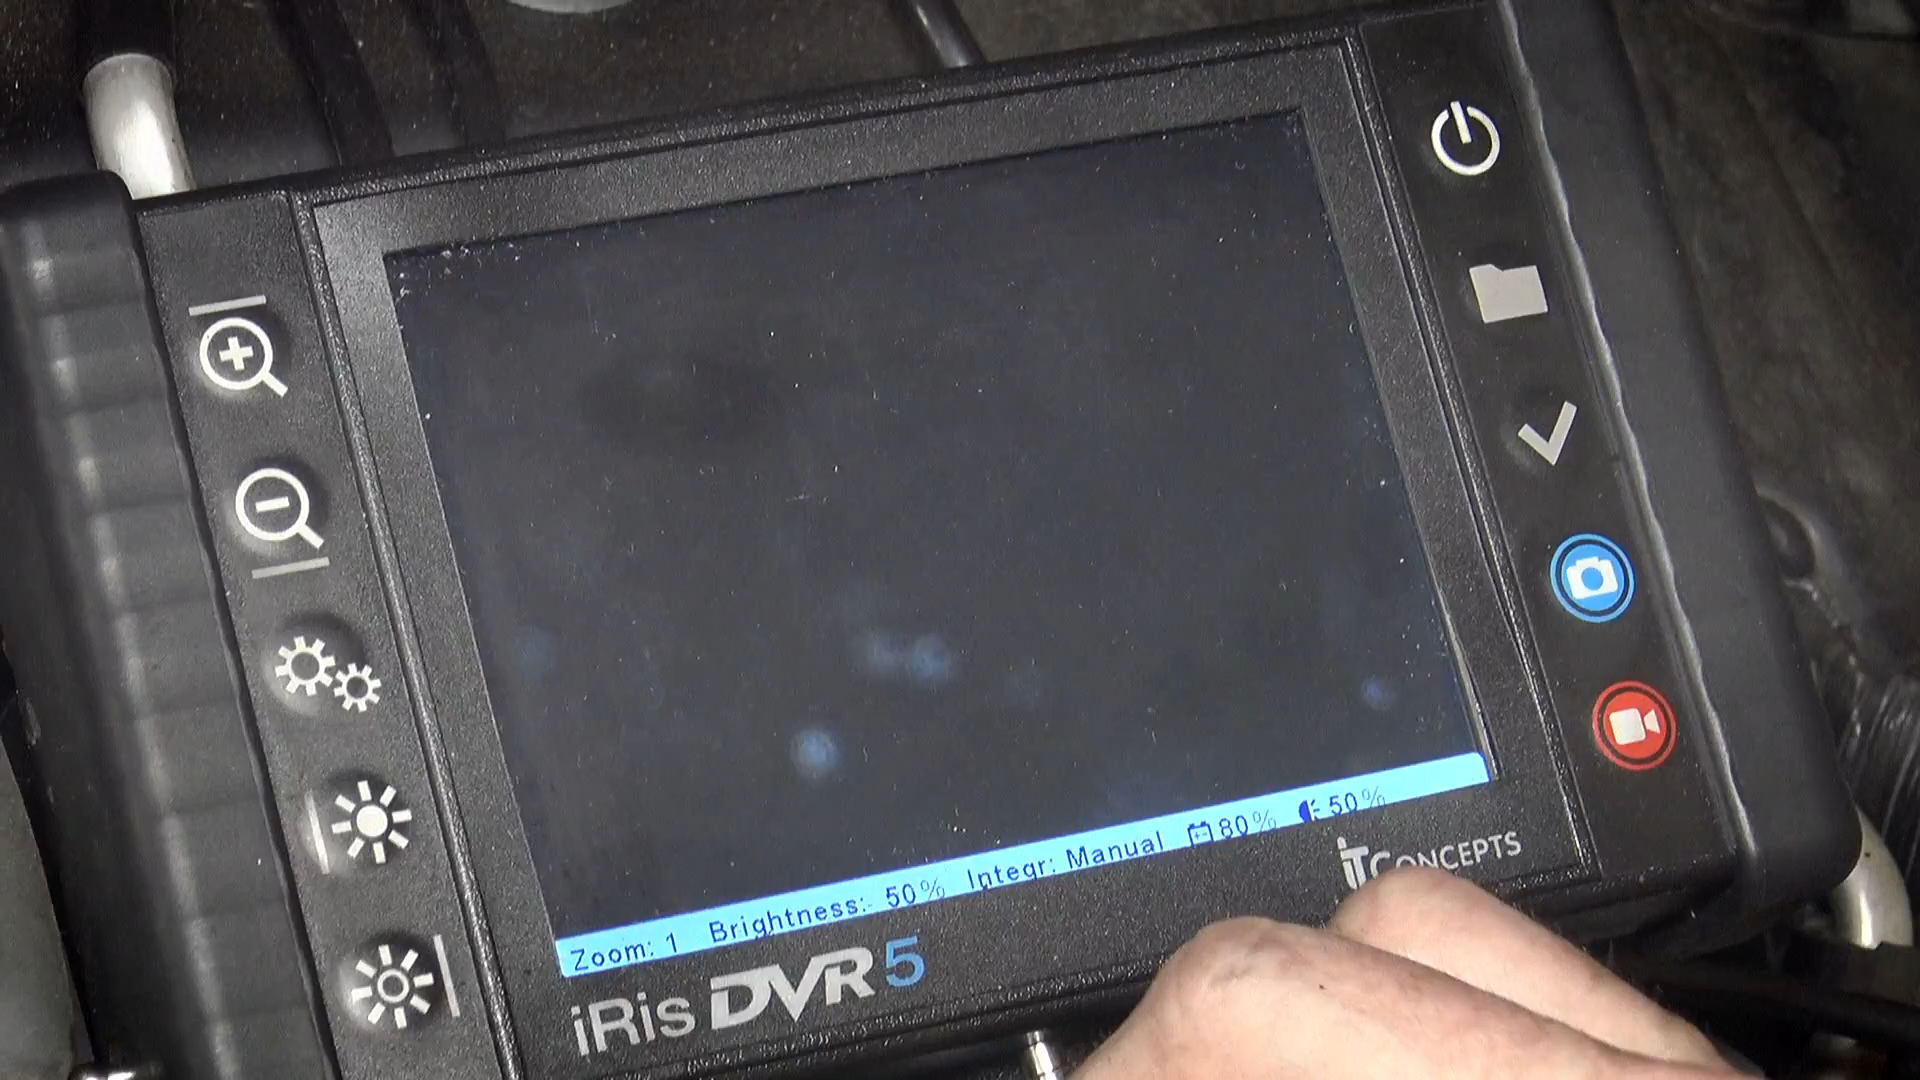 Zoom: 1 Brightness: 50% Integr: Manual 80% 50%
iTCONCEPTS
iRis DVR5